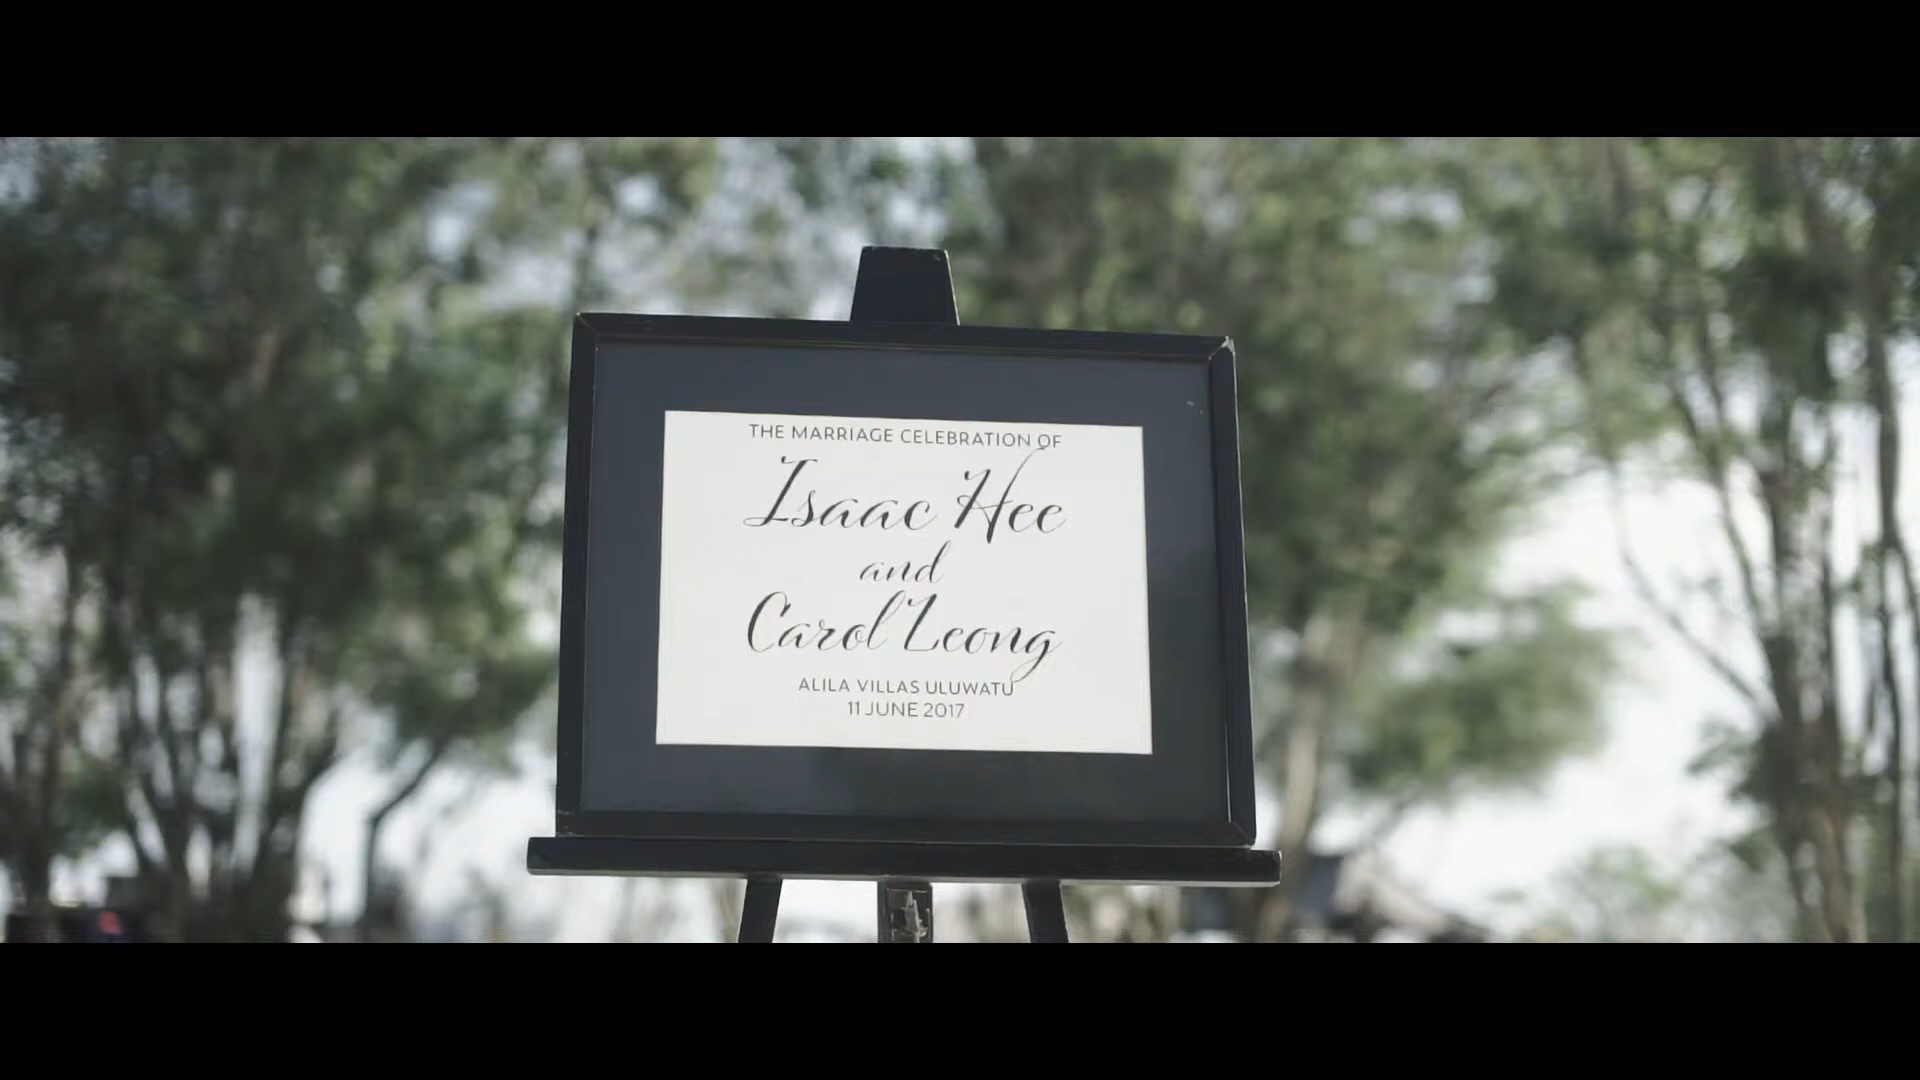 THE MARRIAGE CELEBRATION OF
Isaac Hee
and
Carol Leong
ALILA VILLAS ULUWATU
11 JUNE 2017